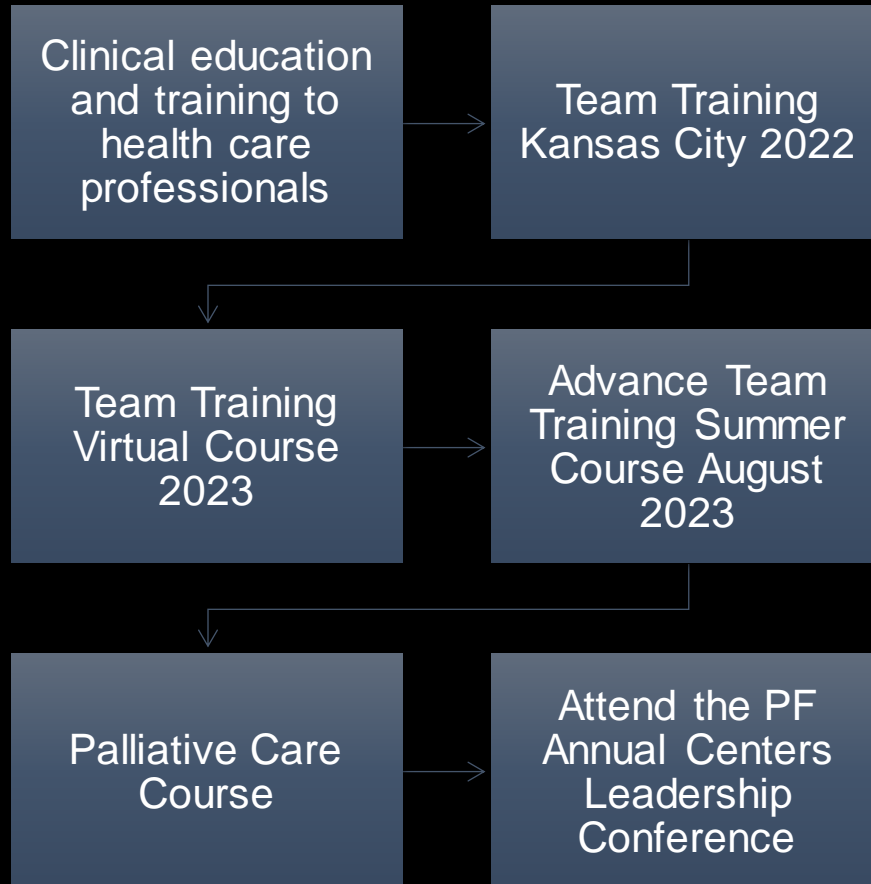 Clinical education
and training to
health care
professionals
Team Training
Kansas City 2022
Team Training
Virtual Course
2023
Advance Team
Training Summer
Course August
2023
Palliative Care
Course
Attend the PF
Annual Centers
Leadership
Conference